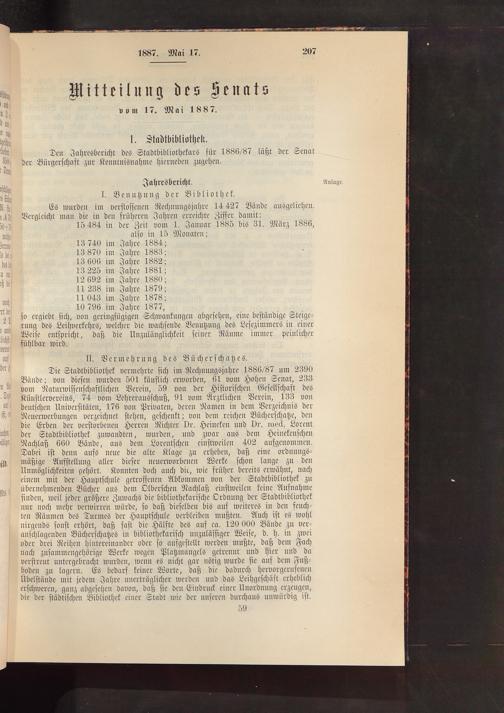 1887. Mai 17.
207
Mitteilung des Senats
vom 17. Mai 1887.
I. Stadtbibliothek.
Den Jahresbericht des Stadtbibliothekars für 1886/87 läßt der Senat
der Bürgerschaft zur Kenntnisnahme hierneben zugehen.
Jahresbericht.
Anlage.
I. Benutzung der Bibliothek.
Es wurden im verflossenen Rechnungsjahre 14 427 Bände ausgeliehen.
Vergleicht man die in den früheren Jahren erreichte Ziffer damit:
15 484 in der Zeit vom 1. Januar 1885 bis 31. März 1886,
also in 15 Monaten;
13 740 im Jahre 1884;
13 870 im Jahre 1883;
13 606 im Jahre 1882;
13 225 im Jahre 1881;
12 692 im Jahre 1880;
11 238 im Jahre 1879;
11 043 im Jahre 1878;
10 796 im Jahre 1877,
so ergiebt sich, von geringfügigen Schwankungen abgesehen, eine beständige Steige-
rung des Leihverkehrs, welcher die wachsende Benutzung des Lesezimmers in einer
Weise entspricht, daß die Unzulänglichkeit seiner Räume immer peinlicher
fühlbar wird.
II. Vermehrung des Bücherschatzes.
Die Stadtbibliothek vermehrte sich im Rechnungsjahre 1886/87 um 2390
Bände; von diesen wurden 501 käuflich erworben, 61 vom Hohen Senat, 233
vom Naturwissenschaftlichen Verein, 59 von der Historischen Gesellschaft des
Künstlervereins, 74 vom Lehrerausschuß, 91 vom Ärztlichen Verein, 133 von
deutschen Universitäten, 176 von Privaten, deren Namen in dem Verzeichnis der
Neuerwerbungen verzeichnet stehen, geschenkt; von dem reichen Bücherschatze, den
die Erben der verstorbenen Herren Richter Dr. Heineken und Dr. med. Lorent
der Stadtbibliothek zuwandten, wurden, und zwar aus dem Heinekenschen
Nachlaß 660 Bände, aus dem Lorentschen einstweilen 402 aufgenommen.
Dabei ist denn aufs neue die alte Klage zu erheben, daß eine ordnungs-
mäßige Aufstellung aller dieser neuerworbenen Werke schon lange zu den
Unmöglichkeiten gehört. Konnten doch auch die, wie früher bereits erwähnt, nach
einem mit der Hauptschule getroffenen Abkommen von der Stadtbibliothek zu
übernehmenden Bücher aus dem Olberschen Nachlaß einstweilen keine Aufnahme
finden, weil jeder größere Zuwachs die bibliothekarische Ordnung der Stadtbibliothek
nur noch mehr verwirren würde, so daß dieselben bis auf weiteres in den feuch-
ten Räumen des Turmes der Hauptschule verbleiben mußten. Auch ist es wohl
nirgends sonst erhört, daß fast die Hälfte des auf ca. 120 000 Bände zu ver-
anschlagenden Bücherschatzes in bibliothekarisch unzulässiger Weise, d. h. in zwei
oder drei Reihen hintereinander oder so aufgestellt werden mußte, daß dem Fach
nach zusammengehörige Werke wegen Platzmangels getrennt und hier und da
verstreut untergebracht wurden, wenn es nicht gar nötig wurde sie auf dem Fuß-
boden zu lagern. Es bedarf keiner Worte, daß die dadurch hervorgerufenen
Übelstände mit jedem Jahre unerträglicher werden und das Leihgeschäft erheblich
erschweren, ganz abgesehen davon, daß sie den Eindruck einer Unordnung erzeugen,
die der städtischen Bibliothek einer Stadt wie der unseren durchaus unwürdig ist.
59